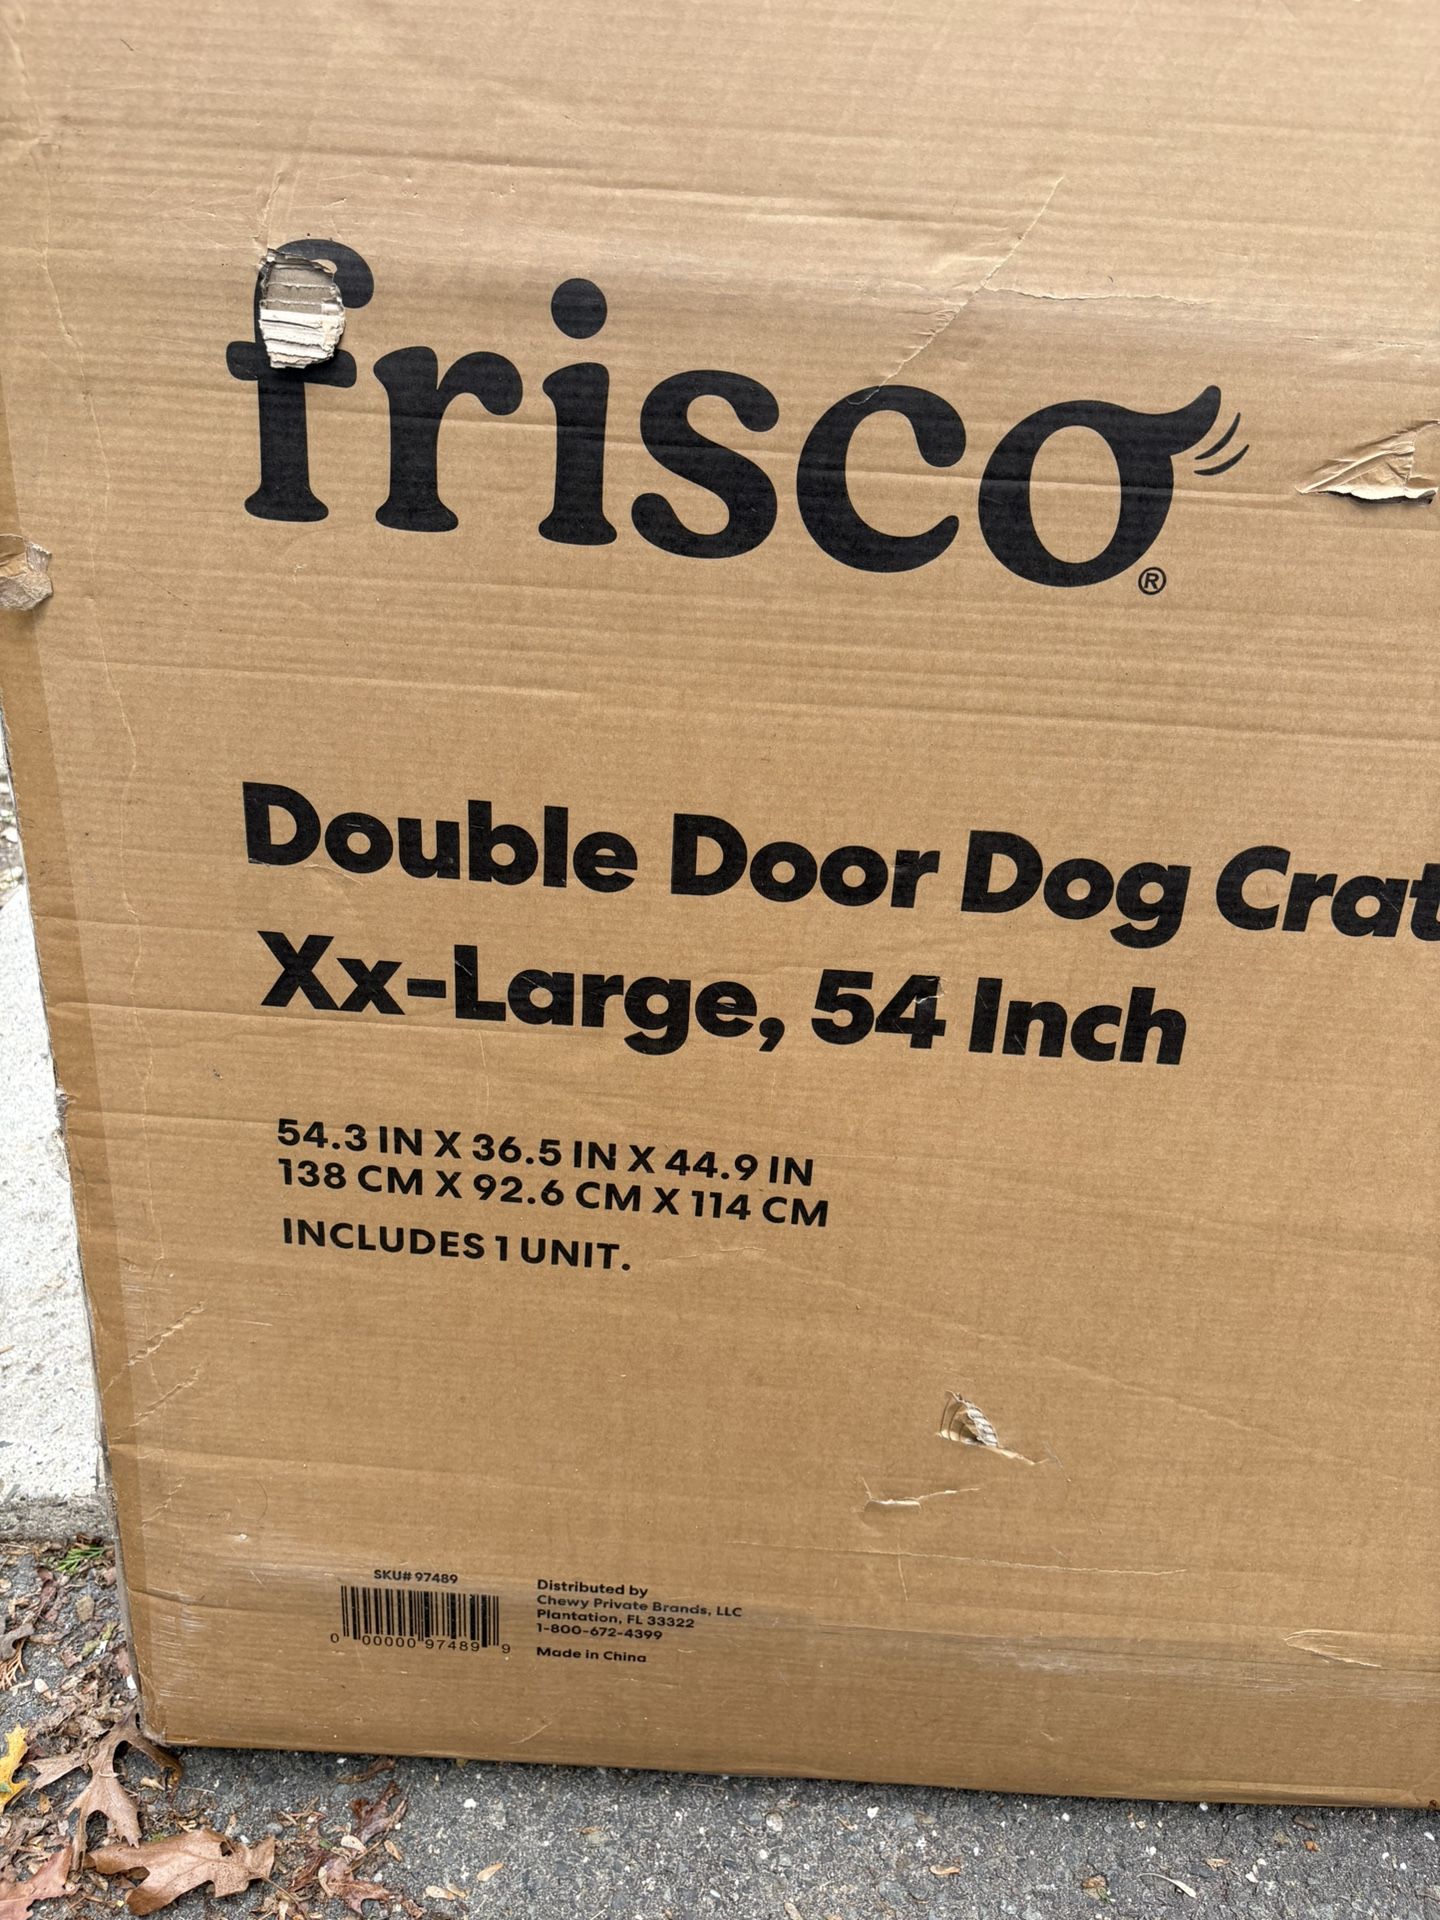 frisco®
Double Door Dog Crat
Xx-Large, 54 Inch
54.3 IN X 36.5 IN X 44.9 IN
138 CM X 92.6 CM X 114 CM
INCLUDES 1 UNIT.
SKU# 97489
0 00000 97489 9
Distributed by
Chewy Private Brands, LLC
Plantation, FL 33322
1-800-672-4399
Made in China